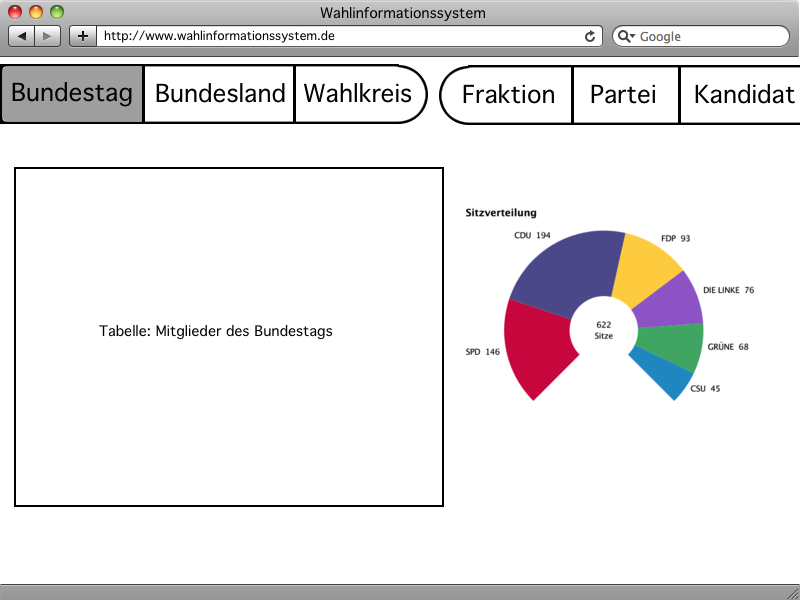 Wahlinformationssystem
http://www.wahlinformationssystem.de
Google
Bundestag Bundesland Wahlkreis Fraktion Partei Kandidat
Sitzverteilung
CDU 194
FDP 93
DIE LINKE 76
622
Sitze
Tabelle: Mitglieder des Bundestags
GRÜNE 68
SPD 146
CSU 45